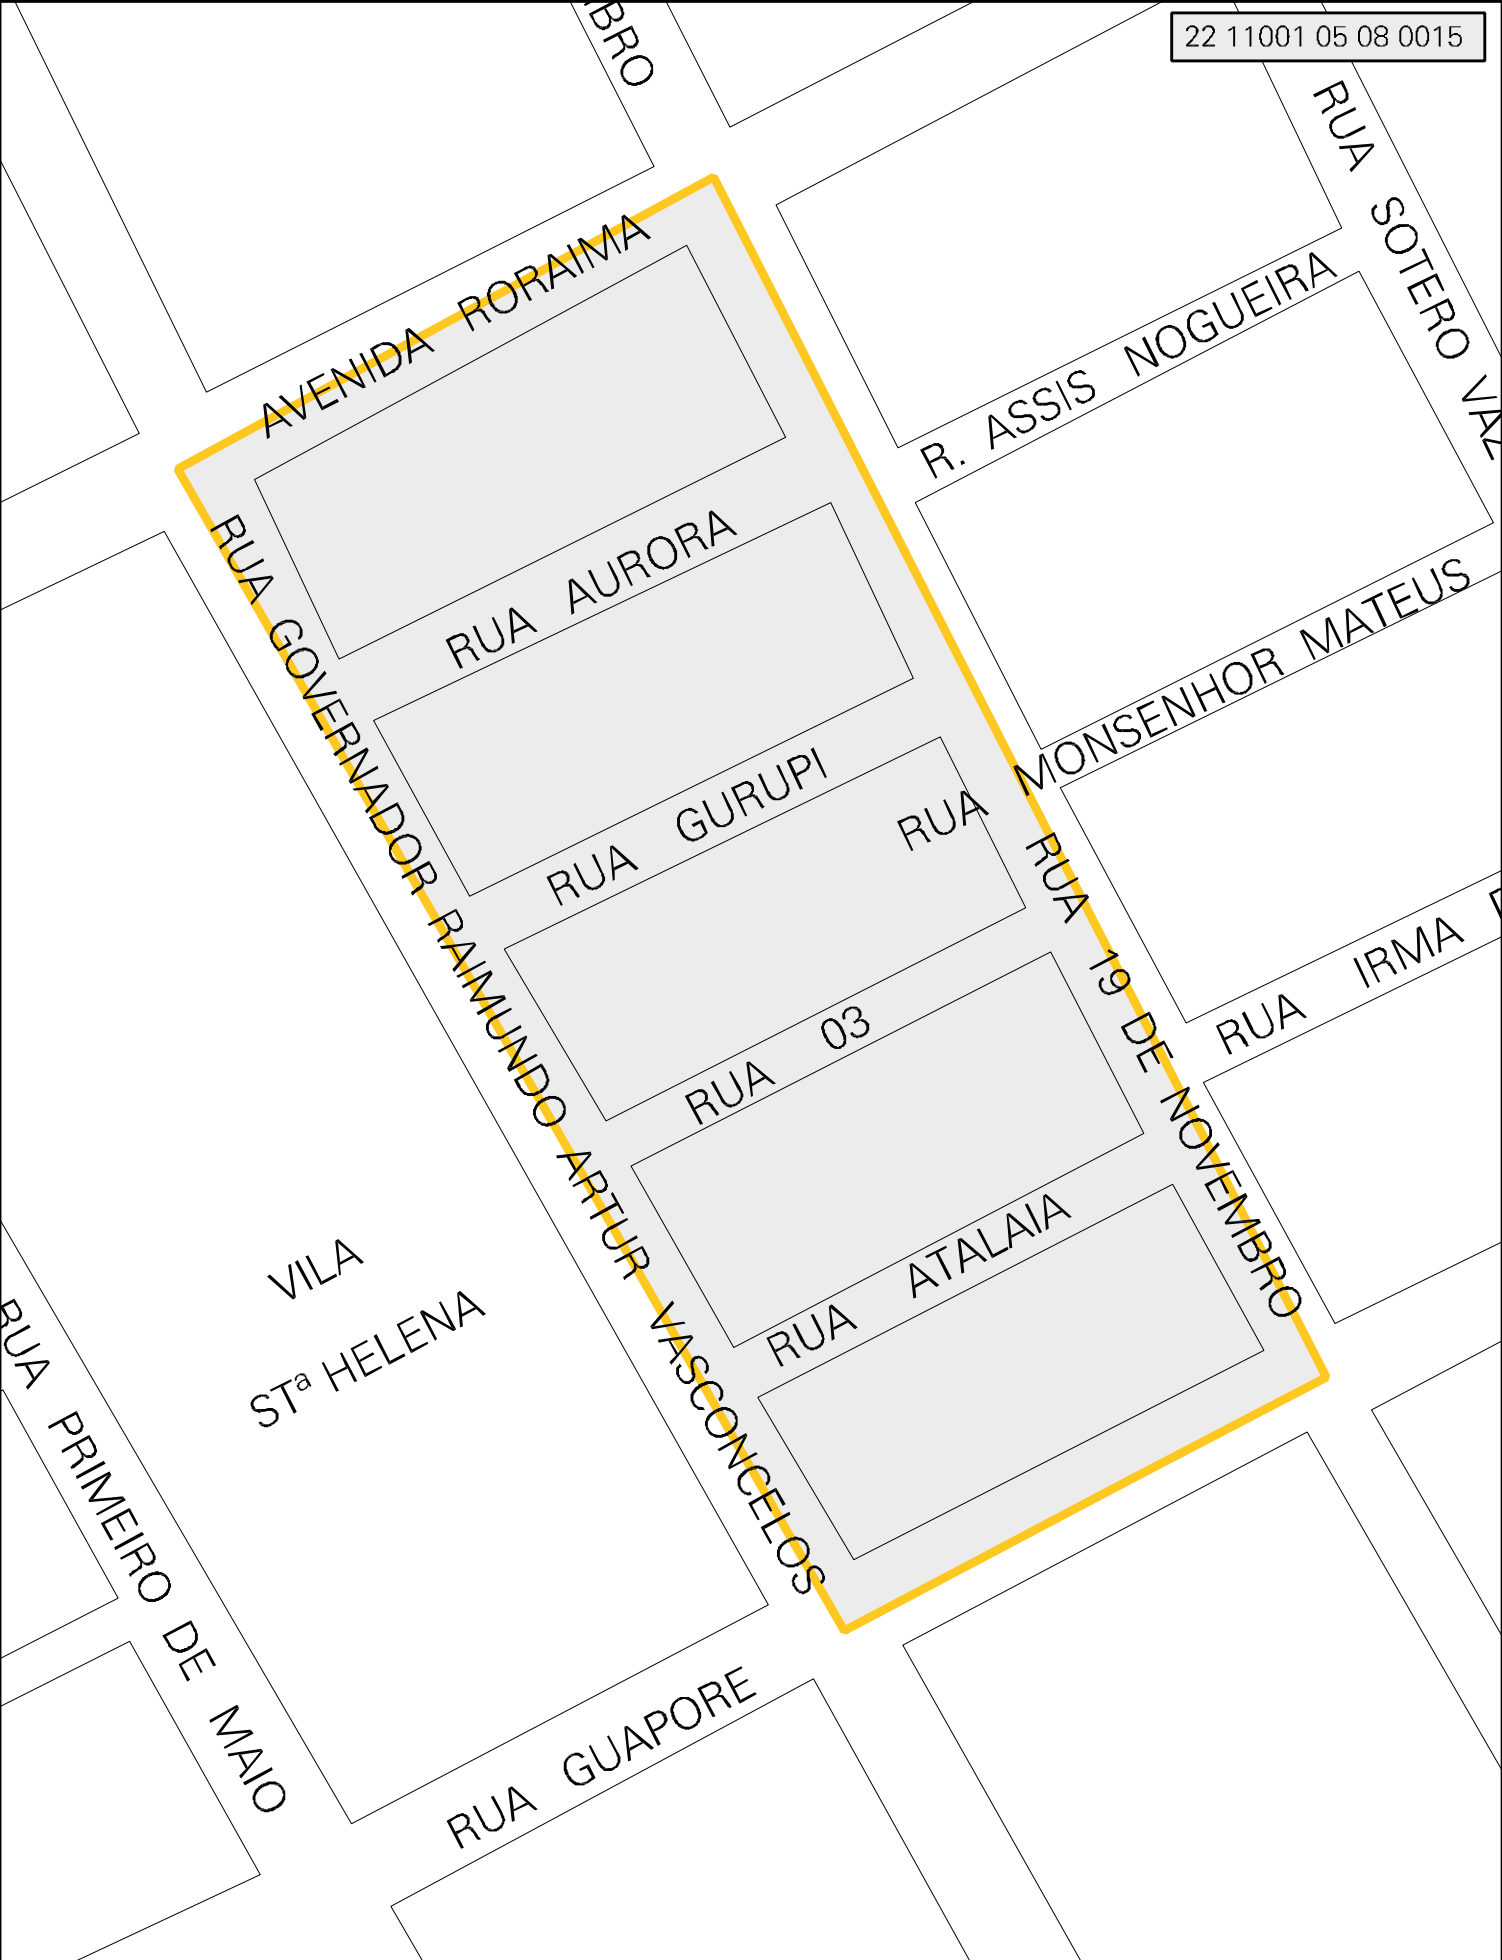 BRO
22 11001 05 08 0015
RUA SOTERO VAZ
AVENIDA RORAIMA
R. ASSIS NOGUEIRA
RUA AURORA
RUA GOVERNADOR RAIMUNDO ARTUR VASCONCELOS
RUA MONSENHOR MATEUS
RUA GURUPI
RUA 19 DE NOVEMBRO
RUA IRMA
RUA 03
RUA ATALAIA
VILA
STª HELENA
RUA PRIMEIRO DE MAIO
RUA GUAPORE